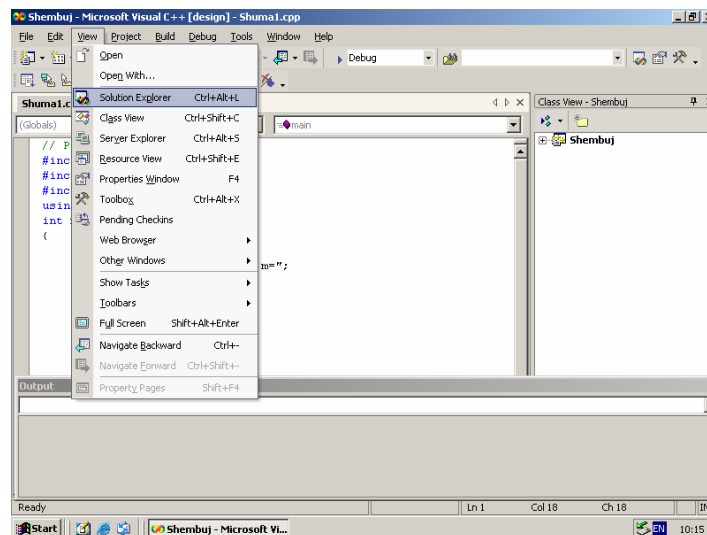 Shembuj - Microsoft Visual C++ [design] - Shuma1.cpp
File Edit View Project Build Debug Tools Window Help
Debug
Shuma1.c
(Globals)
main
Open
Open With...
Solution Explorer Ctrl+Alt+L
Class View Ctrl+Shift+C
Server Explorer Ctrl+Alt+S
Resource View Ctrl+Shift+E
Properties Window F4
Toolbox Ctrl+Alt+X
Pending Checkins
Web Browser
Other Windows
Show Tasks
Toolbars
Full Screen Shift+Alt+Enter
Navigate Backward Ctrl+-
Navigate Forward Ctrl+Shift+-
Property Pages Shift+F4
// P
#inc
#inc
#inc
usin
int
{
m=";
Class View - Shembuj
Shembuj
Output
Ready Ln 1 Col 18 Ch 18
Start Shembuj - Microsoft Vi... EN 10:15